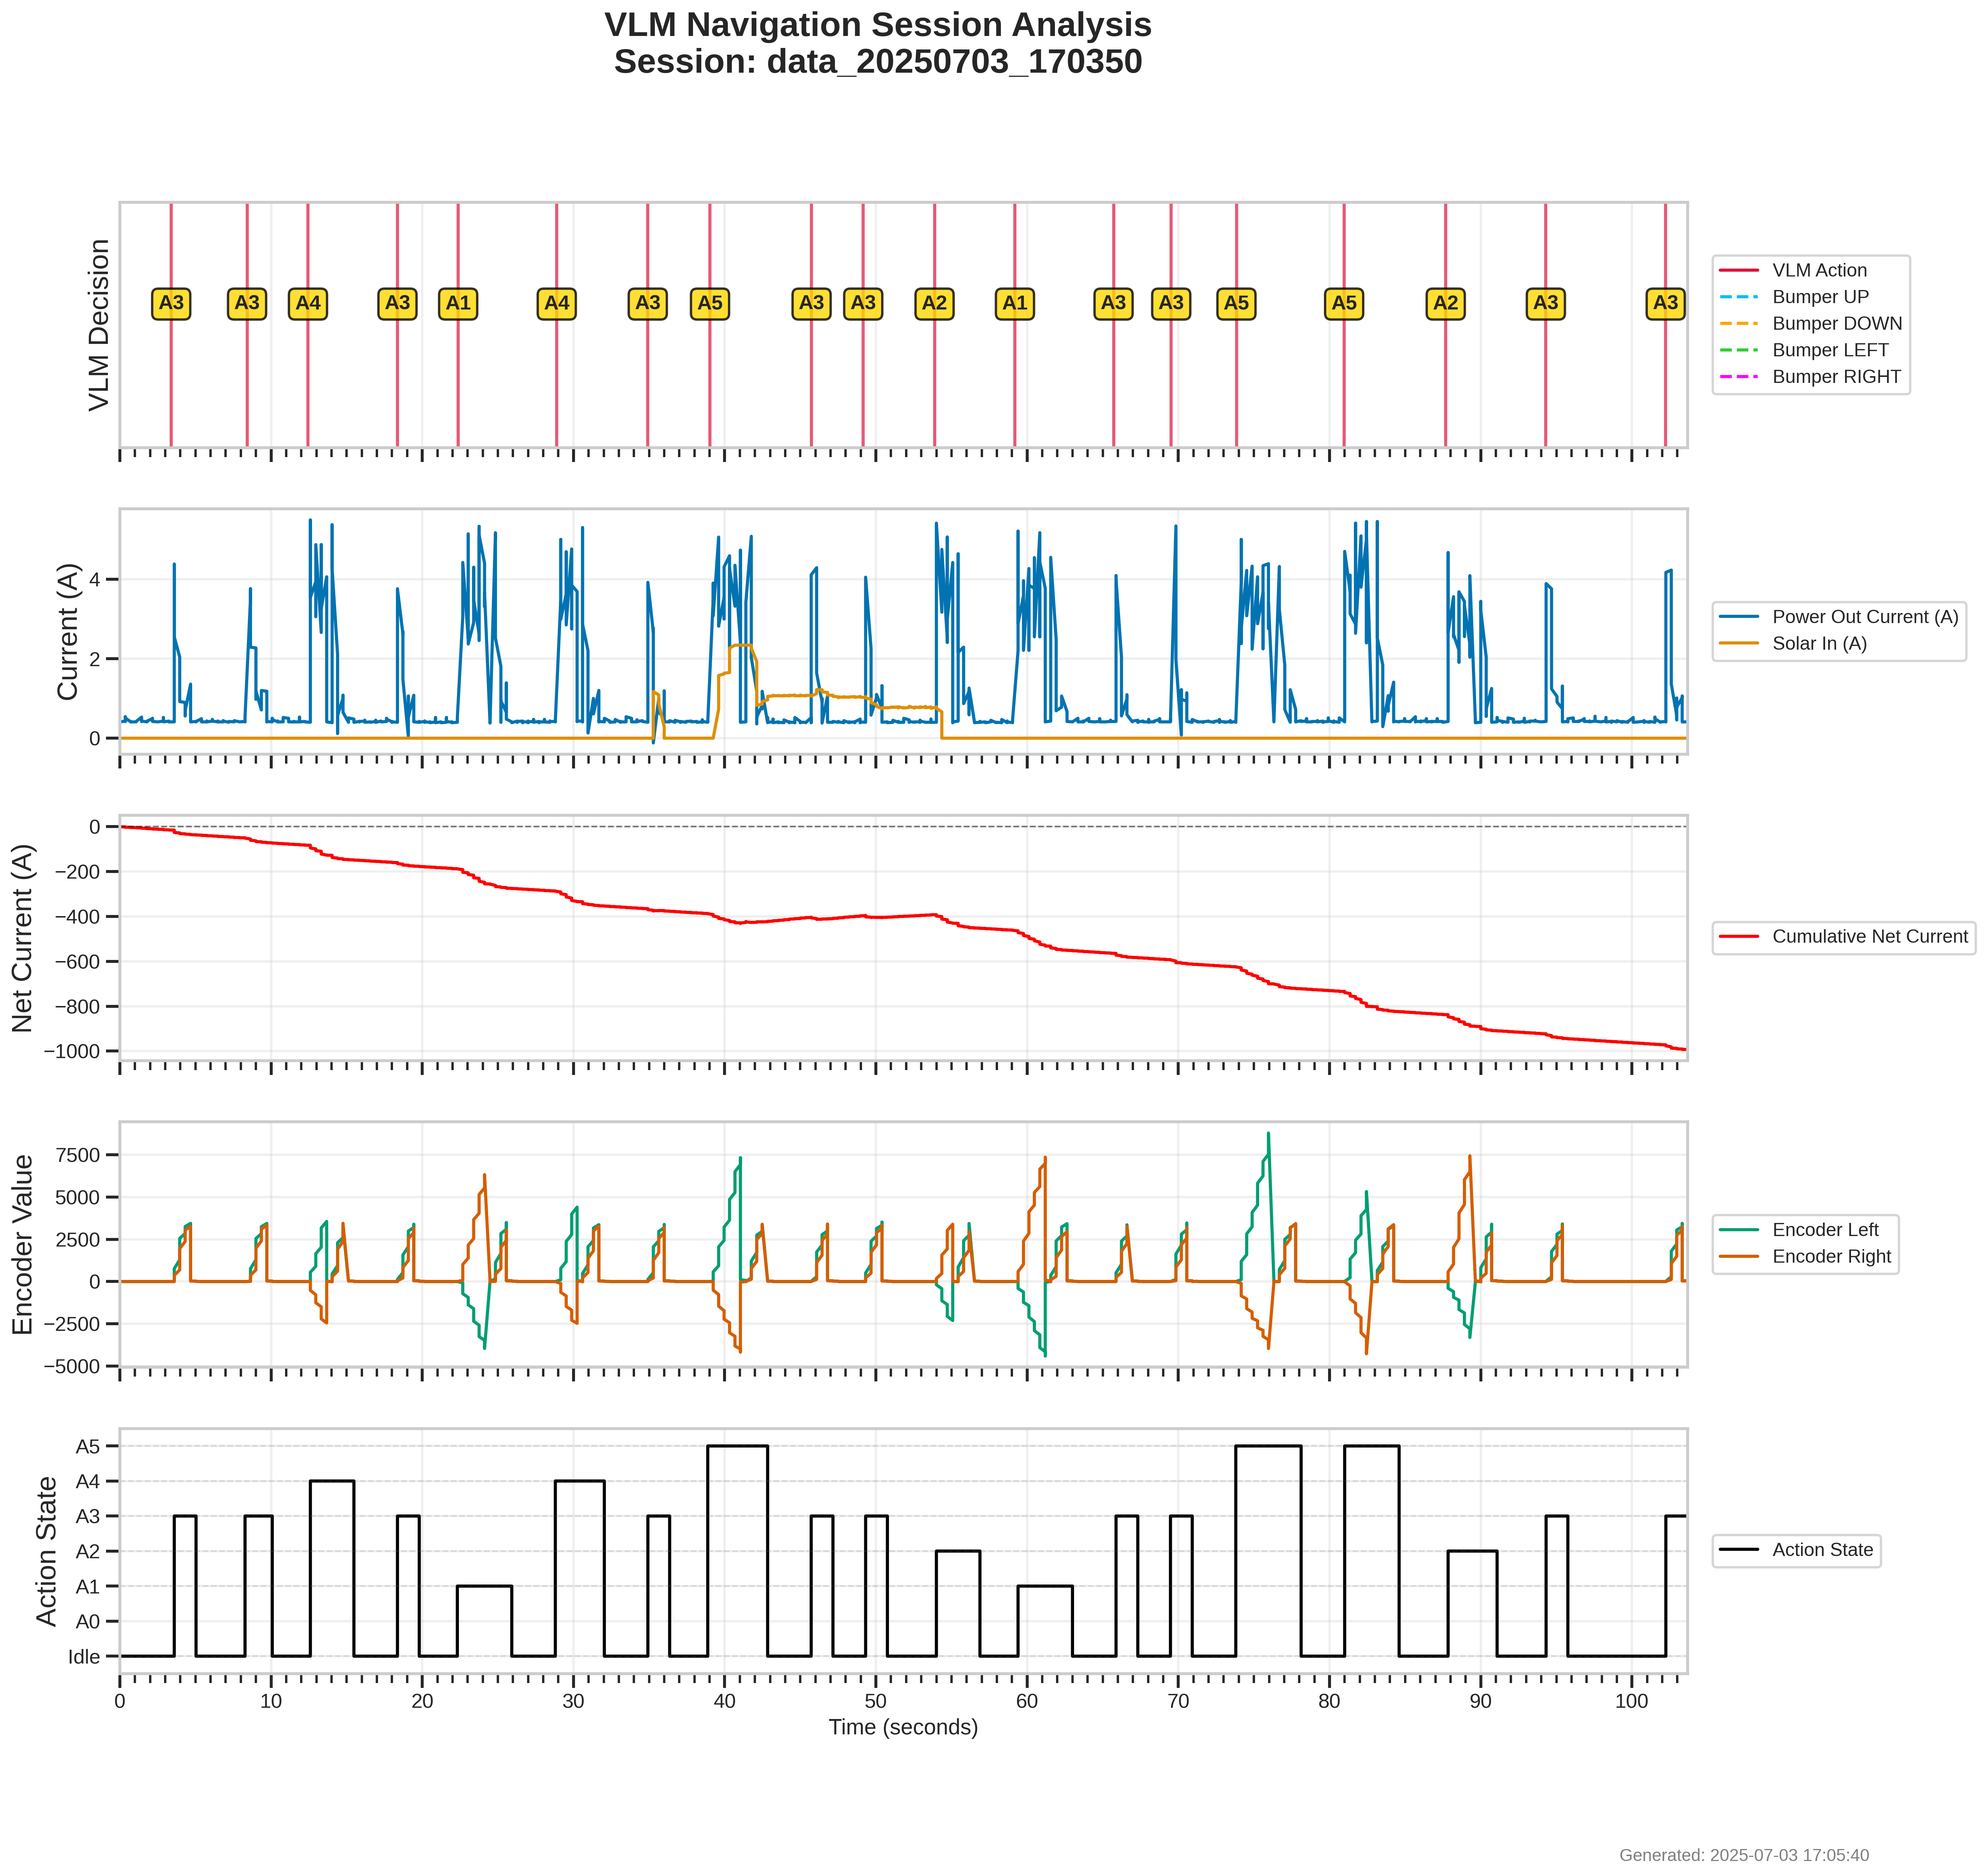 VLM Navigation Session Analysis
Session: data_20250703_170350
VLM Decision
A3 A3 A4 A3 A1 A4 A3 A5 A3 A3 A2 A1 A3 A3 A5 A5 A2 A3 A3
VLM Action
Bumper UP
Bumper DOWN
Bumper LEFT
Bumper RIGHT
Current (A)
4
2
0
Power Out Current (A)
Solar In (A)
Net Current (A)
0
−200
−400
−600
−800
−1000
Cumulative Net Current
Encoder Value
7500
5000
2500
0
−2500
−5000
Encoder Left
Encoder Right
Action State
A5
A4
A3
A2
A1
A0
Idle
Action State
0 10 20 30 40 50 60 70 80 90 100
Time (seconds)
Generated: 2025-07-03 17:05:40